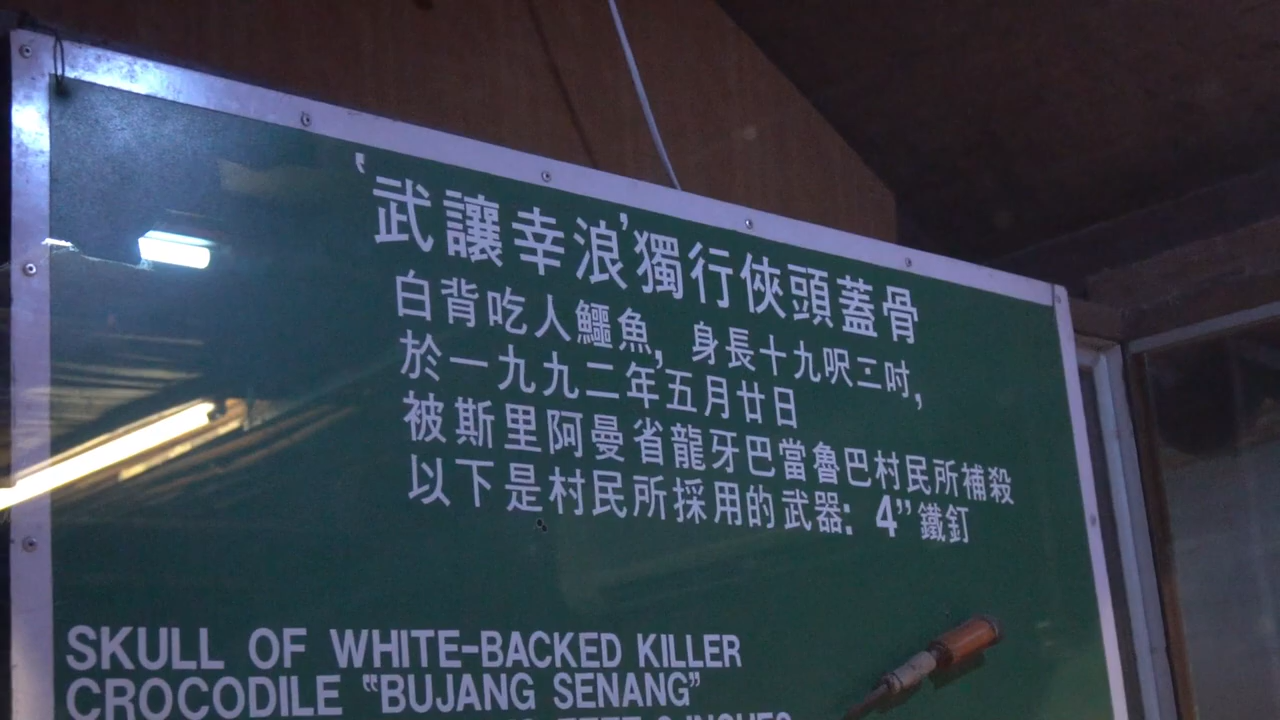 ‘武讓幸浪’獨行俠頭蓋骨
白背吃人鱷魚，身長十九呎三吋，
於一九九二年五月廿日
被斯里阿曼省龍牙巴當魯巴村民所補殺
以下是村民所採用的武器：4”鐵釘
SKULL OF WHITE-BACKED KILLER
CROCODILE “BUJANG SENANG”